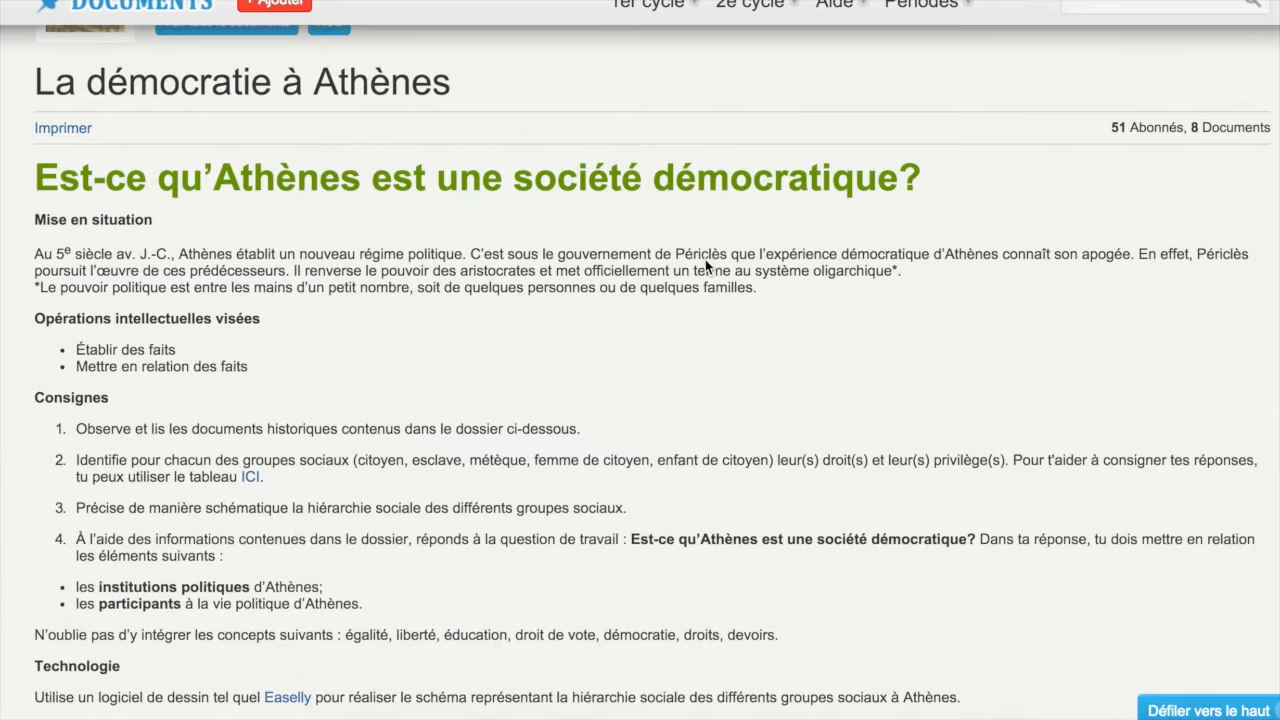 DOCUMENTS + Ajouter 1er cycle 2e cycle Aide Périodes
La démocratie à Athènes
Imprimer 51 Abonnés, 8 Documents
Est-ce qu’Athènes est une société démocratique?
Mise en situation
Au 5e siècle av. J.-C., Athènes établit un nouveau régime politique. C’est sous le gouvernement de Périclès que l’expérience démocratique d’Athènes connaît son apogée. En effet, Périclès
poursuit l’œuvre de ces prédécesseurs. Il renverse le pouvoir des aristocrates et met officiellement un terme au système oligarchique*.
*Le pouvoir politique est entre les mains d’un petit nombre, soit de quelques personnes ou de quelques familles.
Opérations intellectuelles visées
• Établir des faits
• Mettre en relation des faits
Consignes
1. Observe et lis les documents historiques contenus dans le dossier ci-dessous.
2. Identifie pour chacun des groupes sociaux (citoyen, esclave, métèque, femme de citoyen, enfant de citoyen) leur(s) droit(s) et leur(s) privilège(s). Pour t'aider à consigner tes réponses,
tu peux utiliser le tableau ICI.
3. Précise de manière schématique la hiérarchie sociale des différents groupes sociaux.
4. À l’aide des informations contenues dans le dossier, réponds à la question de travail : Est-ce qu’Athènes est une société démocratique? Dans ta réponse, tu dois mettre en relation
les éléments suivants :
• les institutions politiques d’Athènes;
• les participants à la vie politique d’Athènes.
N’oublie pas d’y intégrer les concepts suivants : égalité, liberté, éducation, droit de vote, démocratie, droits, devoirs.
Technologie
Utilise un logiciel de dessin tel quel Easelly pour réaliser le schéma représentant la hiérarchie sociale des différents groupes sociaux à Athènes.
Défiler vers le haut